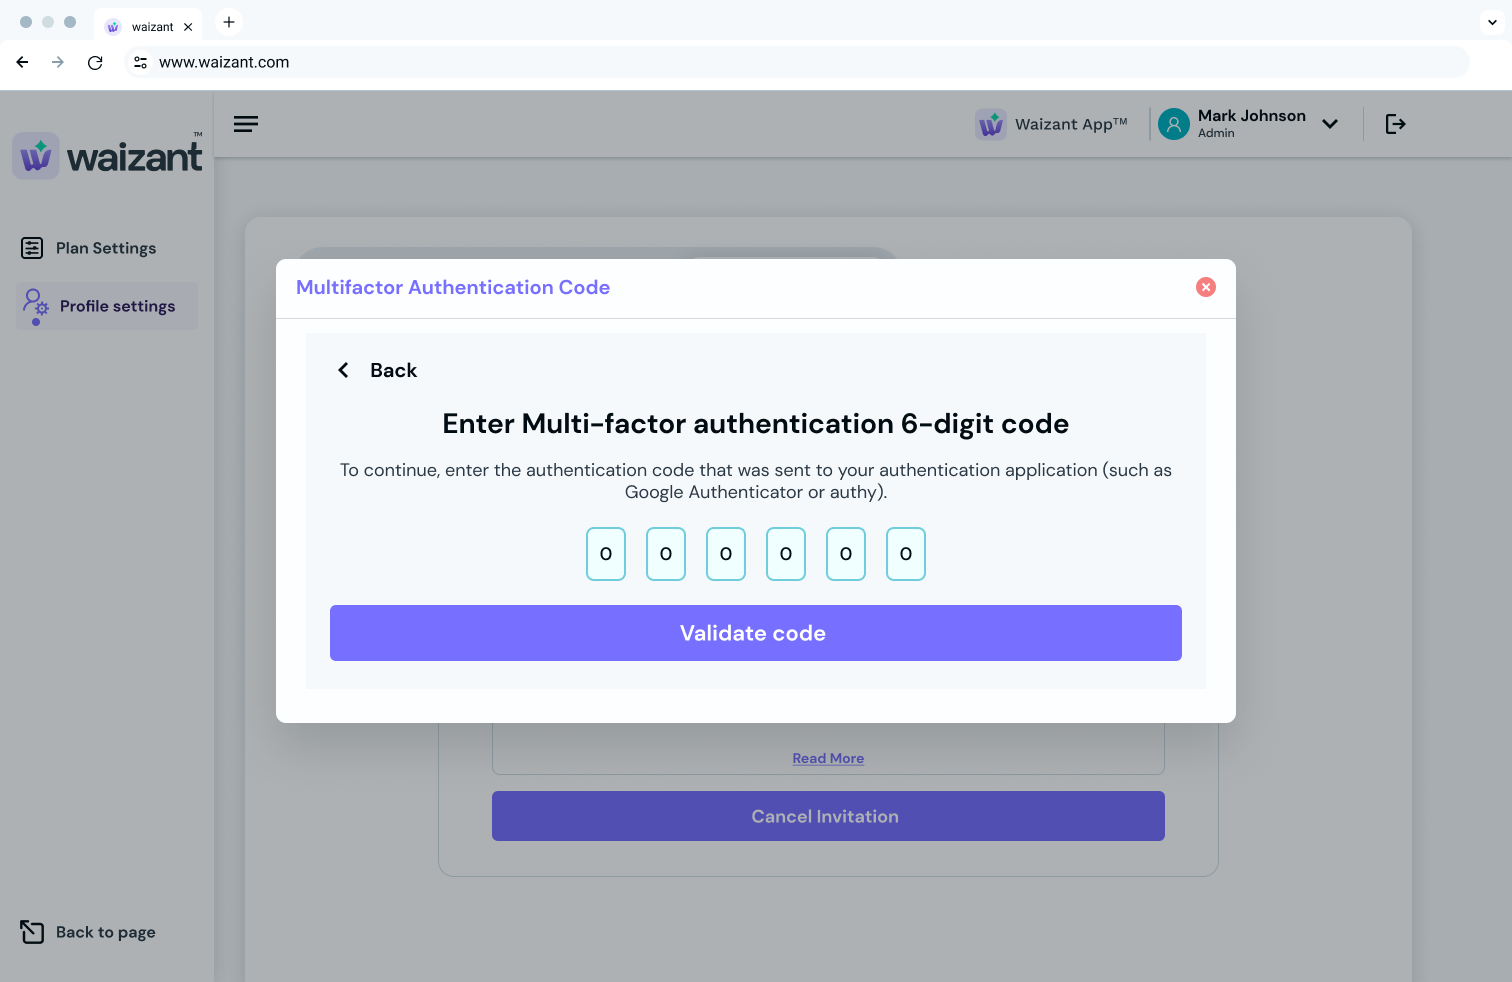 waizant
www.waizant.com
waizant™
Waizant App™
Mark Johnson
Admin
Plan Settings
Profile settings
Multifactor Authentication Code
Back
Enter Multi-factor authentication 6-digit code
To continue, enter the authentication code that was sent to your authentication application (such as
Google Authenticator or authy).
0 0 0 0 0 0
Validate code
Read More
Cancel Invitation
Back to page